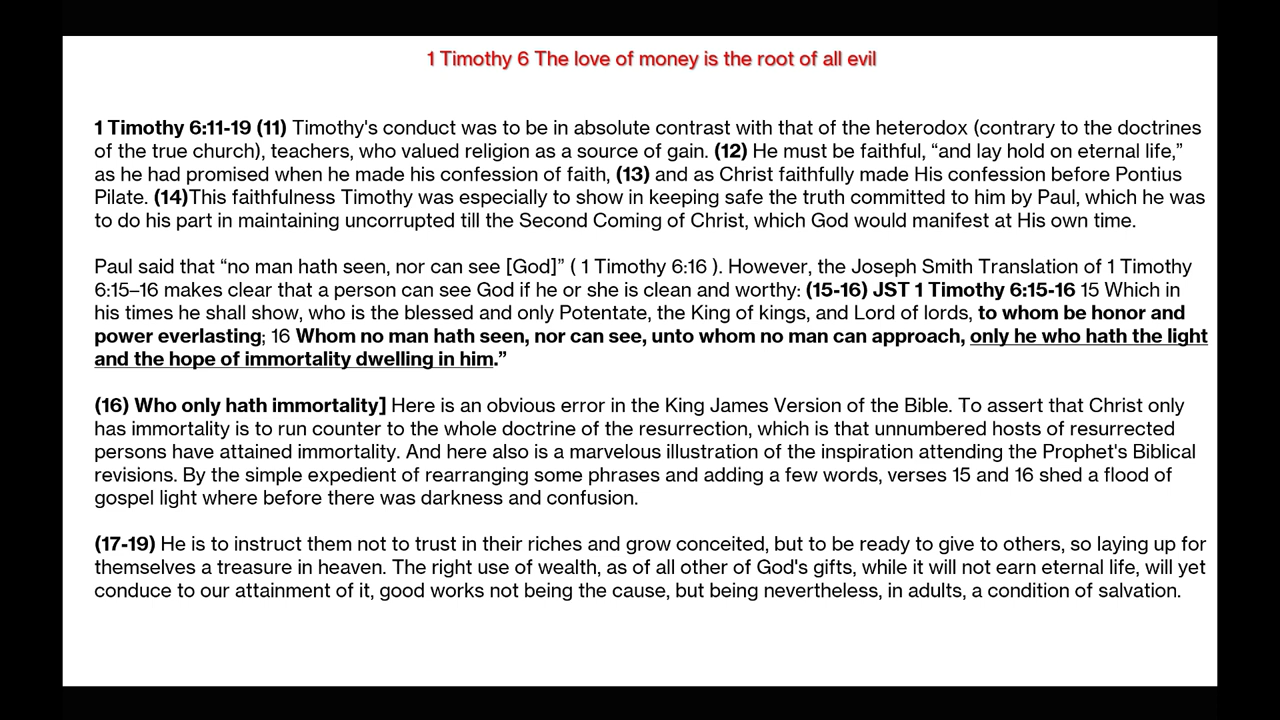 1 Timothy 6 The love of money is the root of all evil
1 Timothy 6:11-19 (11) Timothy's conduct was to be in absolute contrast with that of the heterodox (contrary to the doctrines
of the true church), teachers, who valued religion as a source of gain. (12) He must be faithful, “and lay hold on eternal life,”
as he had promised when he made his confession of faith, (13) and as Christ faithfully made His confession before Pontius
Pilate. (14)This faithfulness Timothy was especially to show in keeping safe the truth committed to him by Paul, which he was
to do his part in maintaining uncorrupted till the Second Coming of Christ, which God would manifest at His own time.
Paul said that “no man hath seen, nor can see [God]” ( 1 Timothy 6:16 ). However, the Joseph Smith Translation of 1 Timothy
6:15–16 makes clear that a person can see God if he or she is clean and worthy: (15-16) JST 1 Timothy 6:15-16 15 Which in
his times he shall show, who is the blessed and only Potentate, the King of kings, and Lord of lords, to whom be honor and
power everlasting; 16 Whom no man hath seen, nor can see, unto whom no man can approach, only he who hath the light
and the hope of immortality dwelling in him.”
(16) Who only hath immortality] Here is an obvious error in the King James Version of the Bible. To assert that Christ only
has immortality is to run counter to the whole doctrine of the resurrection, which is that unnumbered hosts of resurrected
persons have attained immortality. And here also is a marvelous illustration of the inspiration attending the Prophet's Biblical
revisions. By the simple expedient of rearranging some phrases and adding a few words, verses 15 and 16 shed a flood of
gospel light where before there was darkness and confusion.
(17-19) He is to instruct them not to trust in their riches and grow conceited, but to be ready to give to others, so laying up for
themselves a treasure in heaven. The right use of wealth, as of all other of God's gifts, while it will not earn eternal life, will yet
conduce to our attainment of it, good works not being the cause, but being nevertheless, in adults, a condition of salvation.